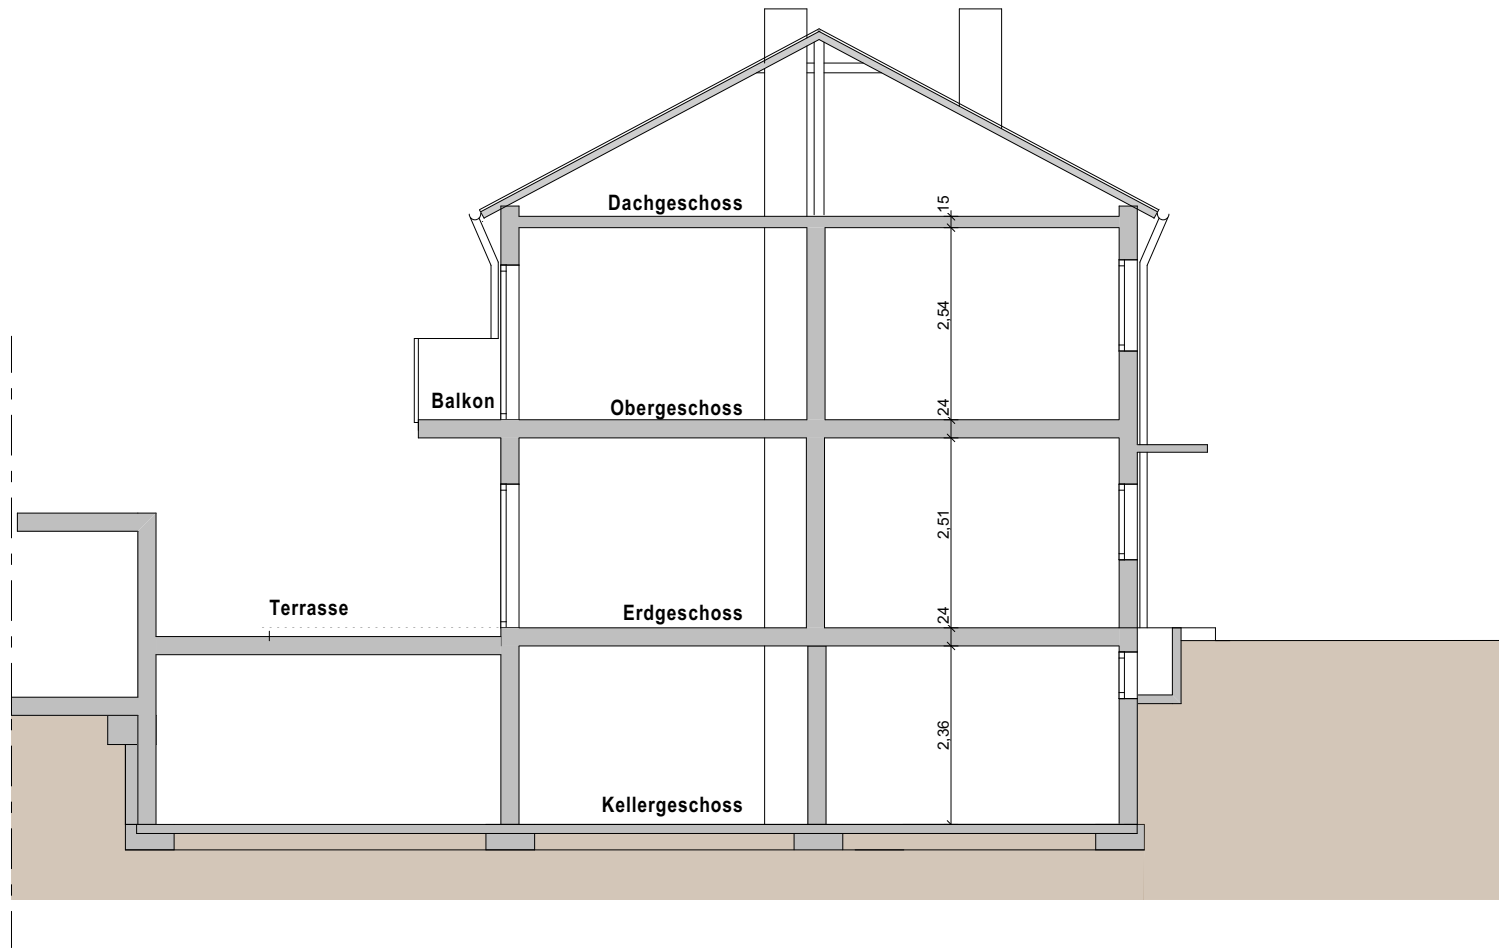 Dachgeschoss
15
2,54
Balkon
Obergeschoss
24
2,51
Terrasse
Erdgeschoss
24
2,36
Kellergeschoss